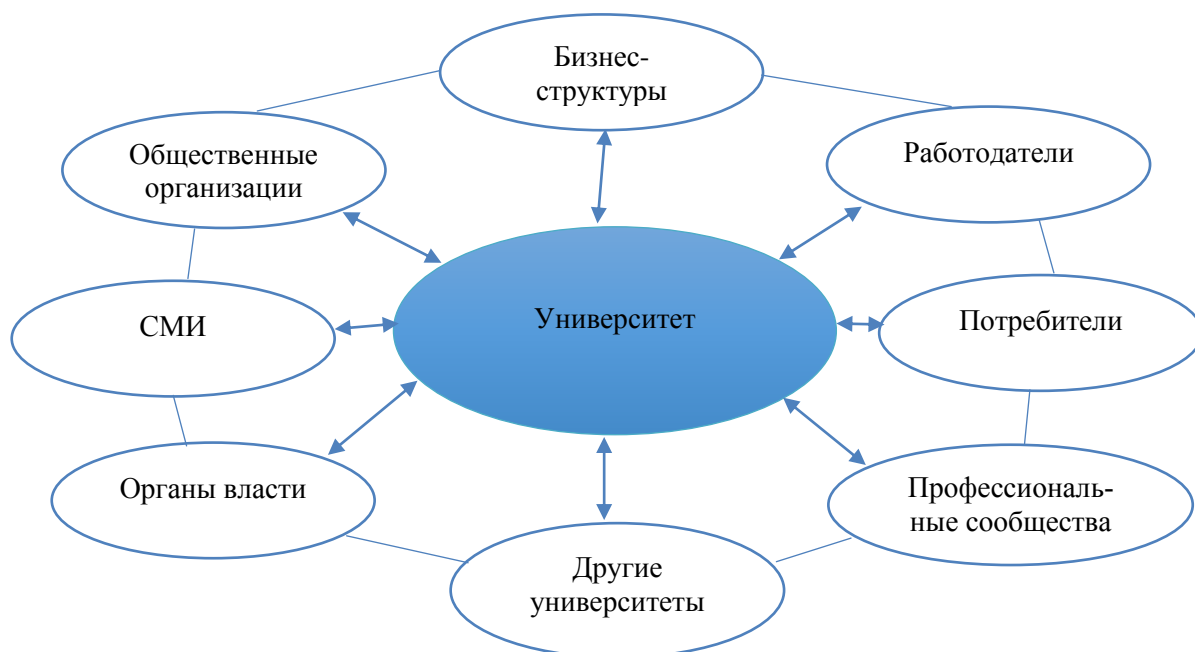 Бизнес-
структуры
Общественные
организации
Работодатели
СМИ
Университет
Потребители
Органы власти
Профессиональ-
ные сообщества
Другие
университеты